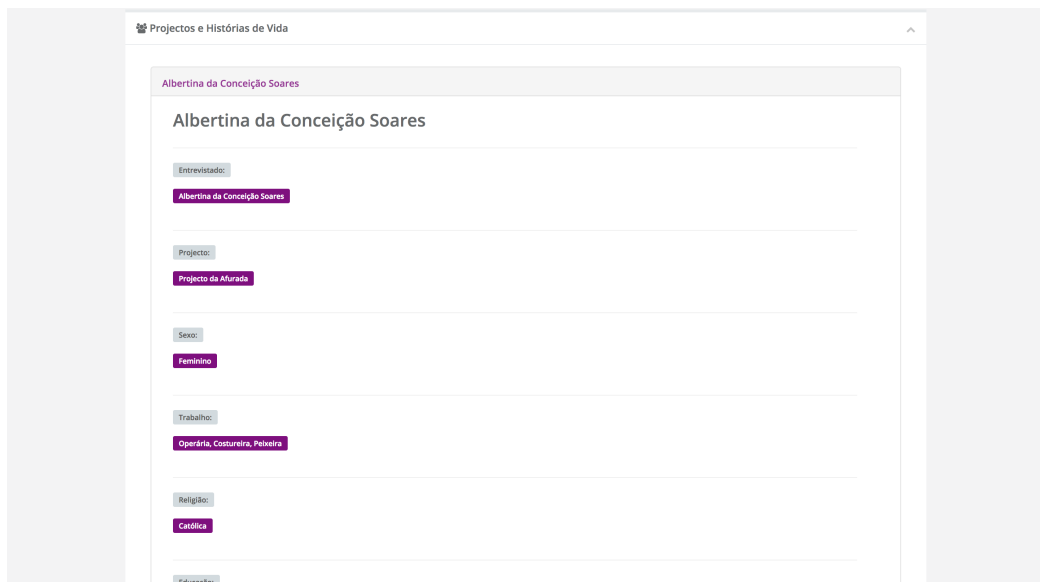 Projectos e Histórias de Vida
Albertina da Conceição Soares
Albertina da Conceição Soares
Entrevistado:
Albertina da Conceição Soares
Projecto:
Projecto da Afurada
Sexo:
Feminino
Trabalho:
Operária, Costureira, Peixeira
Religião:
Católica